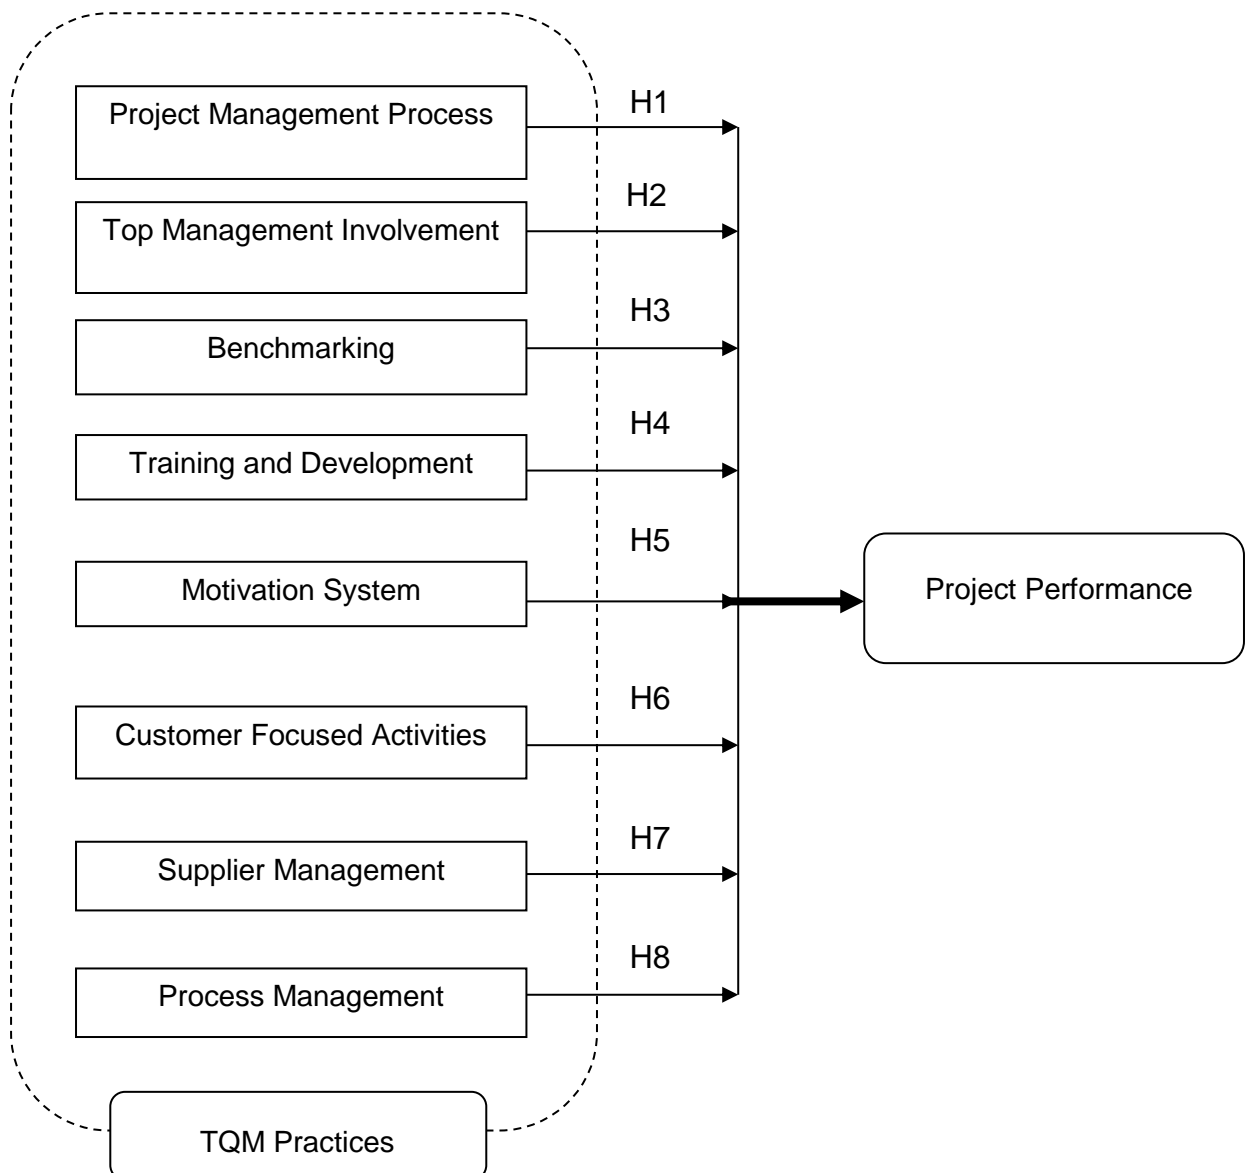 Project Management Process
H1
Top Management Involvement
H2
Benchmarking
H3
Training and Development
H4
Motivation System
H5
Project Performance
Customer Focused Activities
H6
Supplier Management
H7
Process Management
H8
TQM Practices